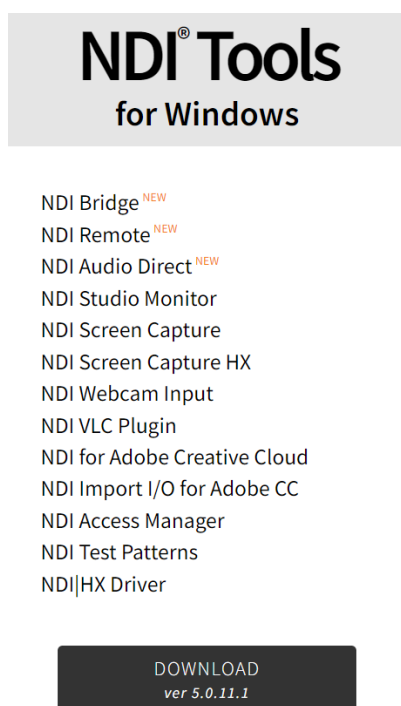 NDI® Tools
for Windows
NDI Bridge NEW
NDI Remote NEW
NDI Audio Direct NEW
NDI Studio Monitor
NDI Screen Capture
NDI Screen Capture HX
NDI Webcam Input
NDI VLC Plugin
NDI for Adobe Creative Cloud
NDI Import I/O for Adobe CC
NDI Access Manager
NDI Test Patterns
NDI|HX Driver
DOWNLOAD
ver 5.0.11.1